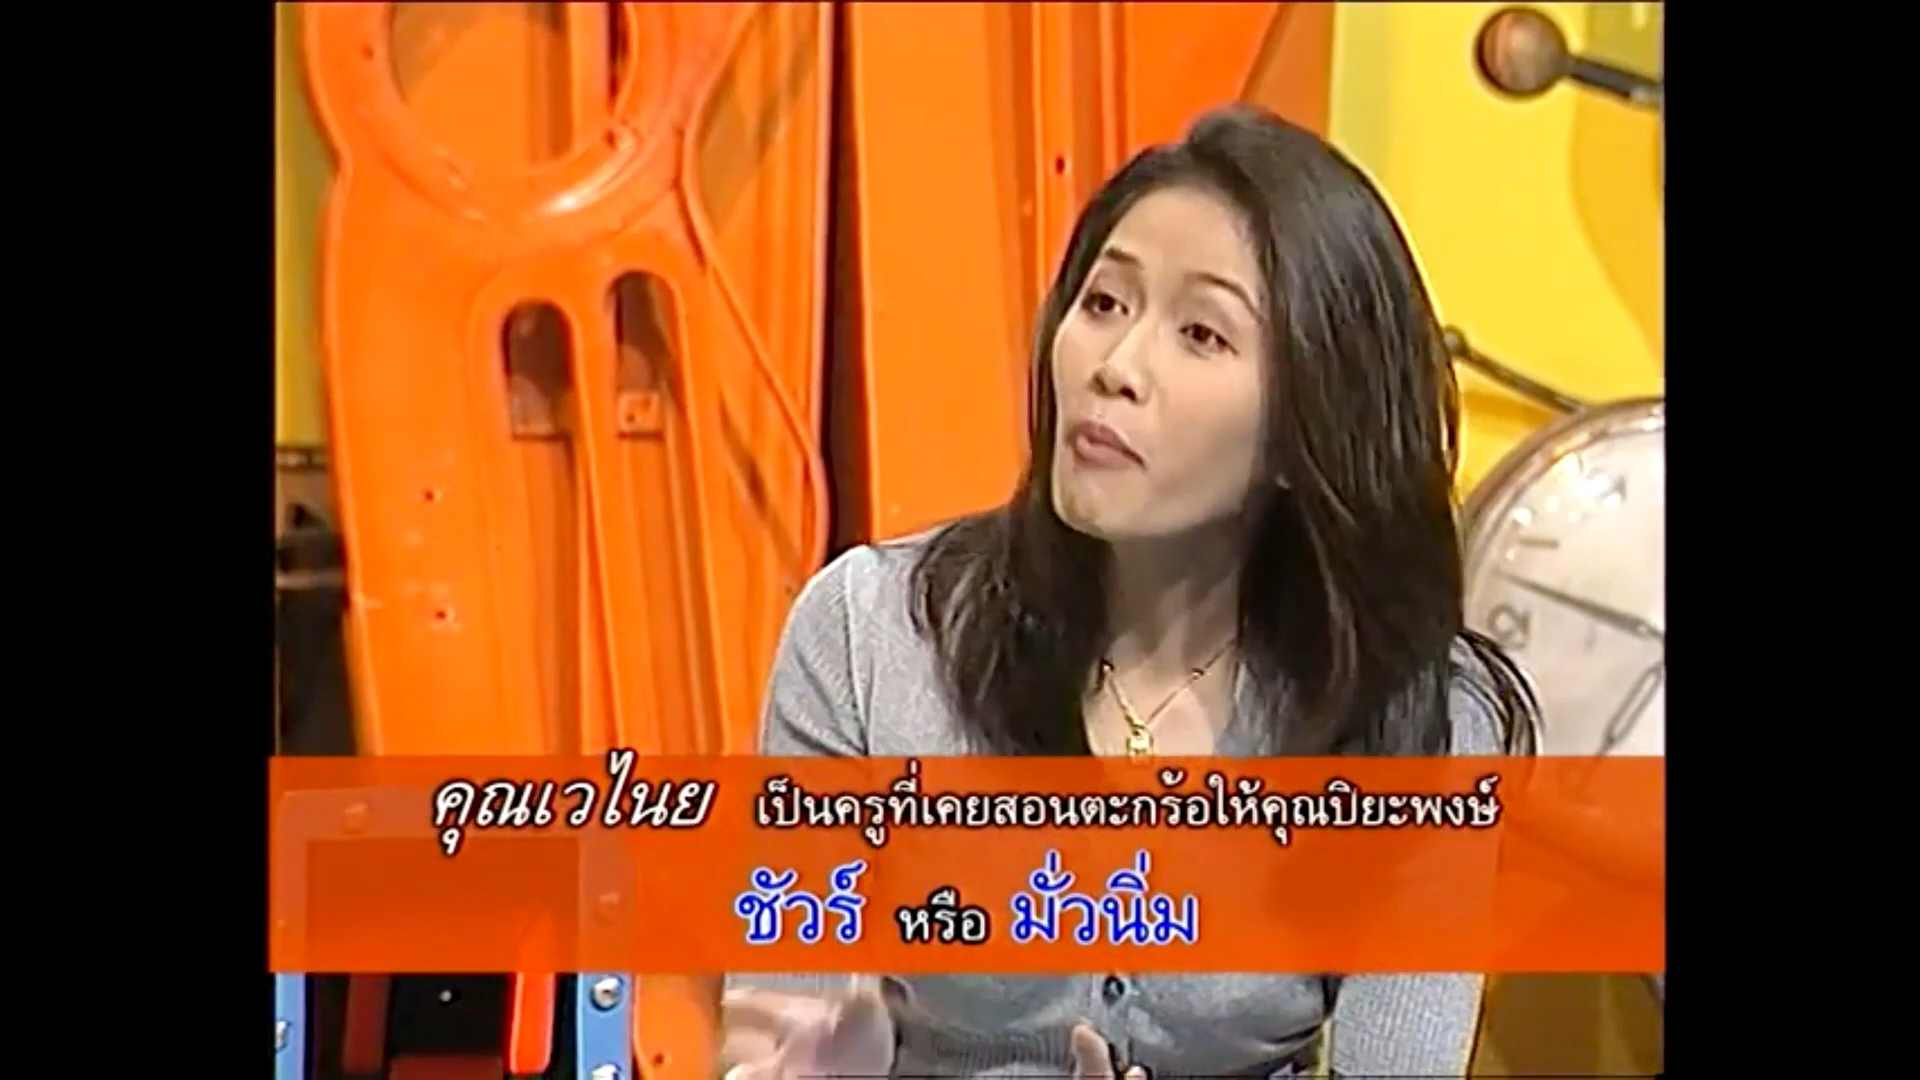 คุณเวไนย เป็นครูที่เคยสอนตะกร้อให้คุณปิยะพงษ์
ชัวร์ หรือ มั่วนิ่ม